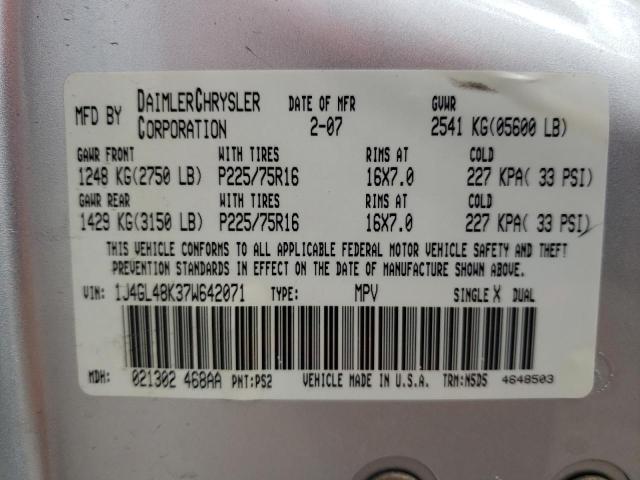 MFD BY DAIMLERCHRYSLER CORPORATION DATE OF MFR 2-07 GVWR 2541 KG(05600 LB)
GAWR FRONT WITH TIRES RIMS AT COLD
1248 KG(2750 LB) P225/75R16 16X7.0 227 KPA( 33 PSI)
GAWR REAR WITH TIRES RIMS AT COLD
1429 KG(3150 LB) P225/75R16 16X7.0 227 KPA( 33 PSI)
THIS VEHICLE CONFORMS TO ALL APPLICABLE FEDERAL MOTOR VEHICLE SAFETY AND THEFT
PREVENTION STANDARDS IN EFFECT ON THE DATE OF MANUFACTURE SHOWN ABOVE.
VIN: 1J4GL48K37W642071 TYPE: MPV SINGLE X DUAL
MDH: 021302 468AA PNT:PS2 VEHICLE MADE IN U.S.A. TRM:N5DS 4648503